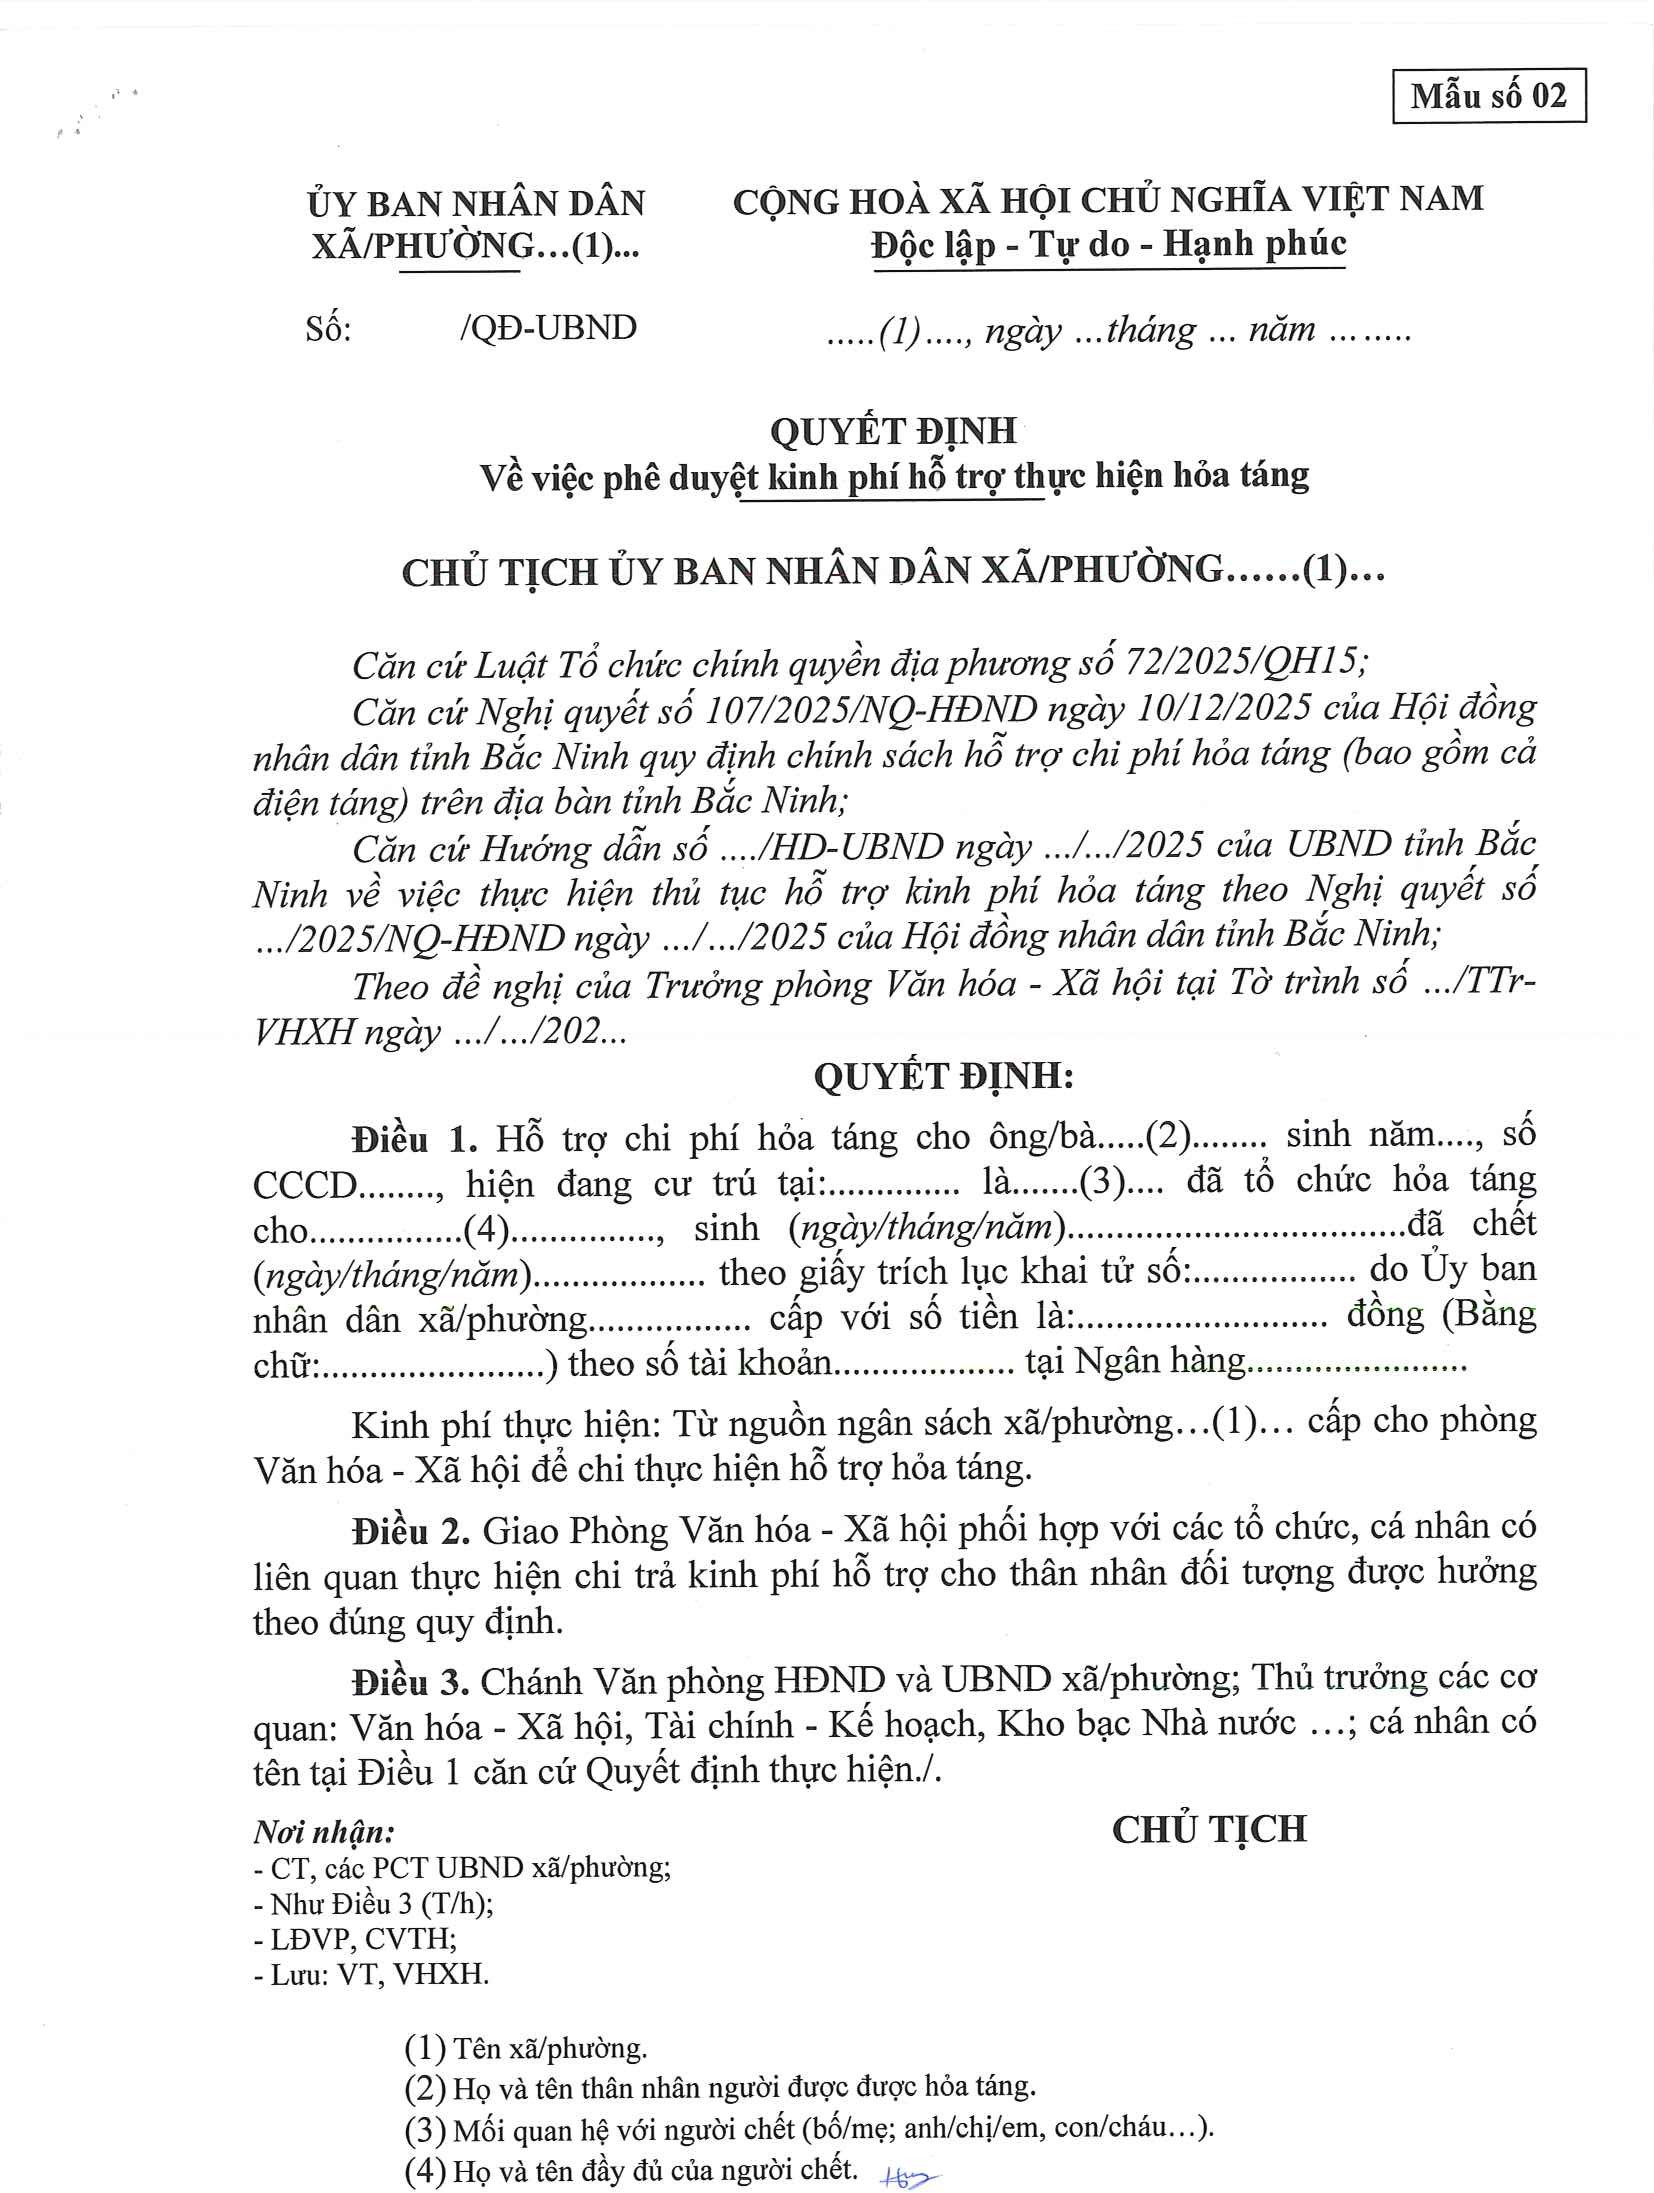 Mẫu số 02
ỦY BAN NHÂN DÂN
XÃ/PHƯỜNG...(1)...
CỘNG HOÀ XÃ HỘI CHỦ NGHĨA VIỆT NAM
Độc lập - Tự do - Hạnh phúc
Số: /QĐ-UBND
.....(1)...., ngày ...tháng ... năm ........
QUYẾT ĐỊNH
Về việc phê duyệt kinh phí hỗ trợ thực hiện hỏa táng
CHỦ TỊCH ỦY BAN NHÂN DÂN XÃ/PHƯỜNG......(1)...
Căn cứ Luật Tổ chức chính quyền địa phương số 72/2025/QH15;
Căn cứ Nghị quyết số 107/2025/NQ-HĐND ngày 10/12/2025 của Hội đồng
nhân dân tỉnh Bắc Ninh quy định chính sách hỗ trợ chi phí hỏa táng (bao gồm cả
điện táng) trên địa bàn tỉnh Bắc Ninh;
Căn cứ Hướng dẫn số ..../HD-UBND ngày .../.../2025 của UBND tỉnh Bắc
Ninh về việc thực hiện thủ tục hỗ trợ kinh phí hỏa táng theo Nghị quyết số
.../2025/NQ-HĐND ngày .../.../2025 của Hội đồng nhân dân tỉnh Bắc Ninh;
Theo đề nghị của Trưởng phòng Văn hóa - Xã hội tại Tờ trình số .../TTr-
VHXH ngày .../.../202...
QUYẾT ĐỊNH:
Điều 1. Hỗ trợ chi phí hỏa táng cho ông/bà.....(2)........ sinh năm...., số
CCCD........, hiện đang cư trú tại:.............. là.......(3).... đã tổ chức hỏa táng
cho................(4)..............., sinh (ngày/tháng/năm)...................................đã chết
(ngày/tháng/năm).................. theo giấy trích lục khai tử số:................. do Ủy ban
nhân dân xã/phường................. cấp với số tiền là:.......................... đồng (Bằng
chữ:.......................) theo số tài khoản................... tại Ngân hàng.......................
Kinh phí thực hiện: Từ nguồn ngân sách xã/phường...(1)... cấp cho phòng
Văn hóa - Xã hội để chi thực hiện hỗ trợ hỏa táng.
Điều 2. Giao Phòng Văn hóa - Xã hội phối hợp với các tổ chức, cá nhân có
liên quan thực hiện chi trả kinh phí hỗ trợ cho thân nhân đối tượng được hưởng
theo đúng quy định.
Điều 3. Chánh Văn phòng HĐND và UBND xã/phường; Thủ trưởng các cơ
quan: Văn hóa - Xã hội, Tài chính - Kế hoạch, Kho bạc Nhà nước ...; cá nhân có
tên tại Điều 1 căn cứ Quyết định thực hiện./.
Nơi nhận:
- CT, các PCT UBND xã/phường;
- Như Điều 3 (T/h);
- LĐVP, CVTH;
- Lưu: VT, VHXH.
CHỦ TỊCH
(1) Tên xã/phường.
(2) Họ và tên thân nhân người được được hỏa táng.
(3) Mối quan hệ với người chết (bố/mẹ; anh/chị/em, con/cháu...).
(4) Họ và tên đầy đủ của người chết.